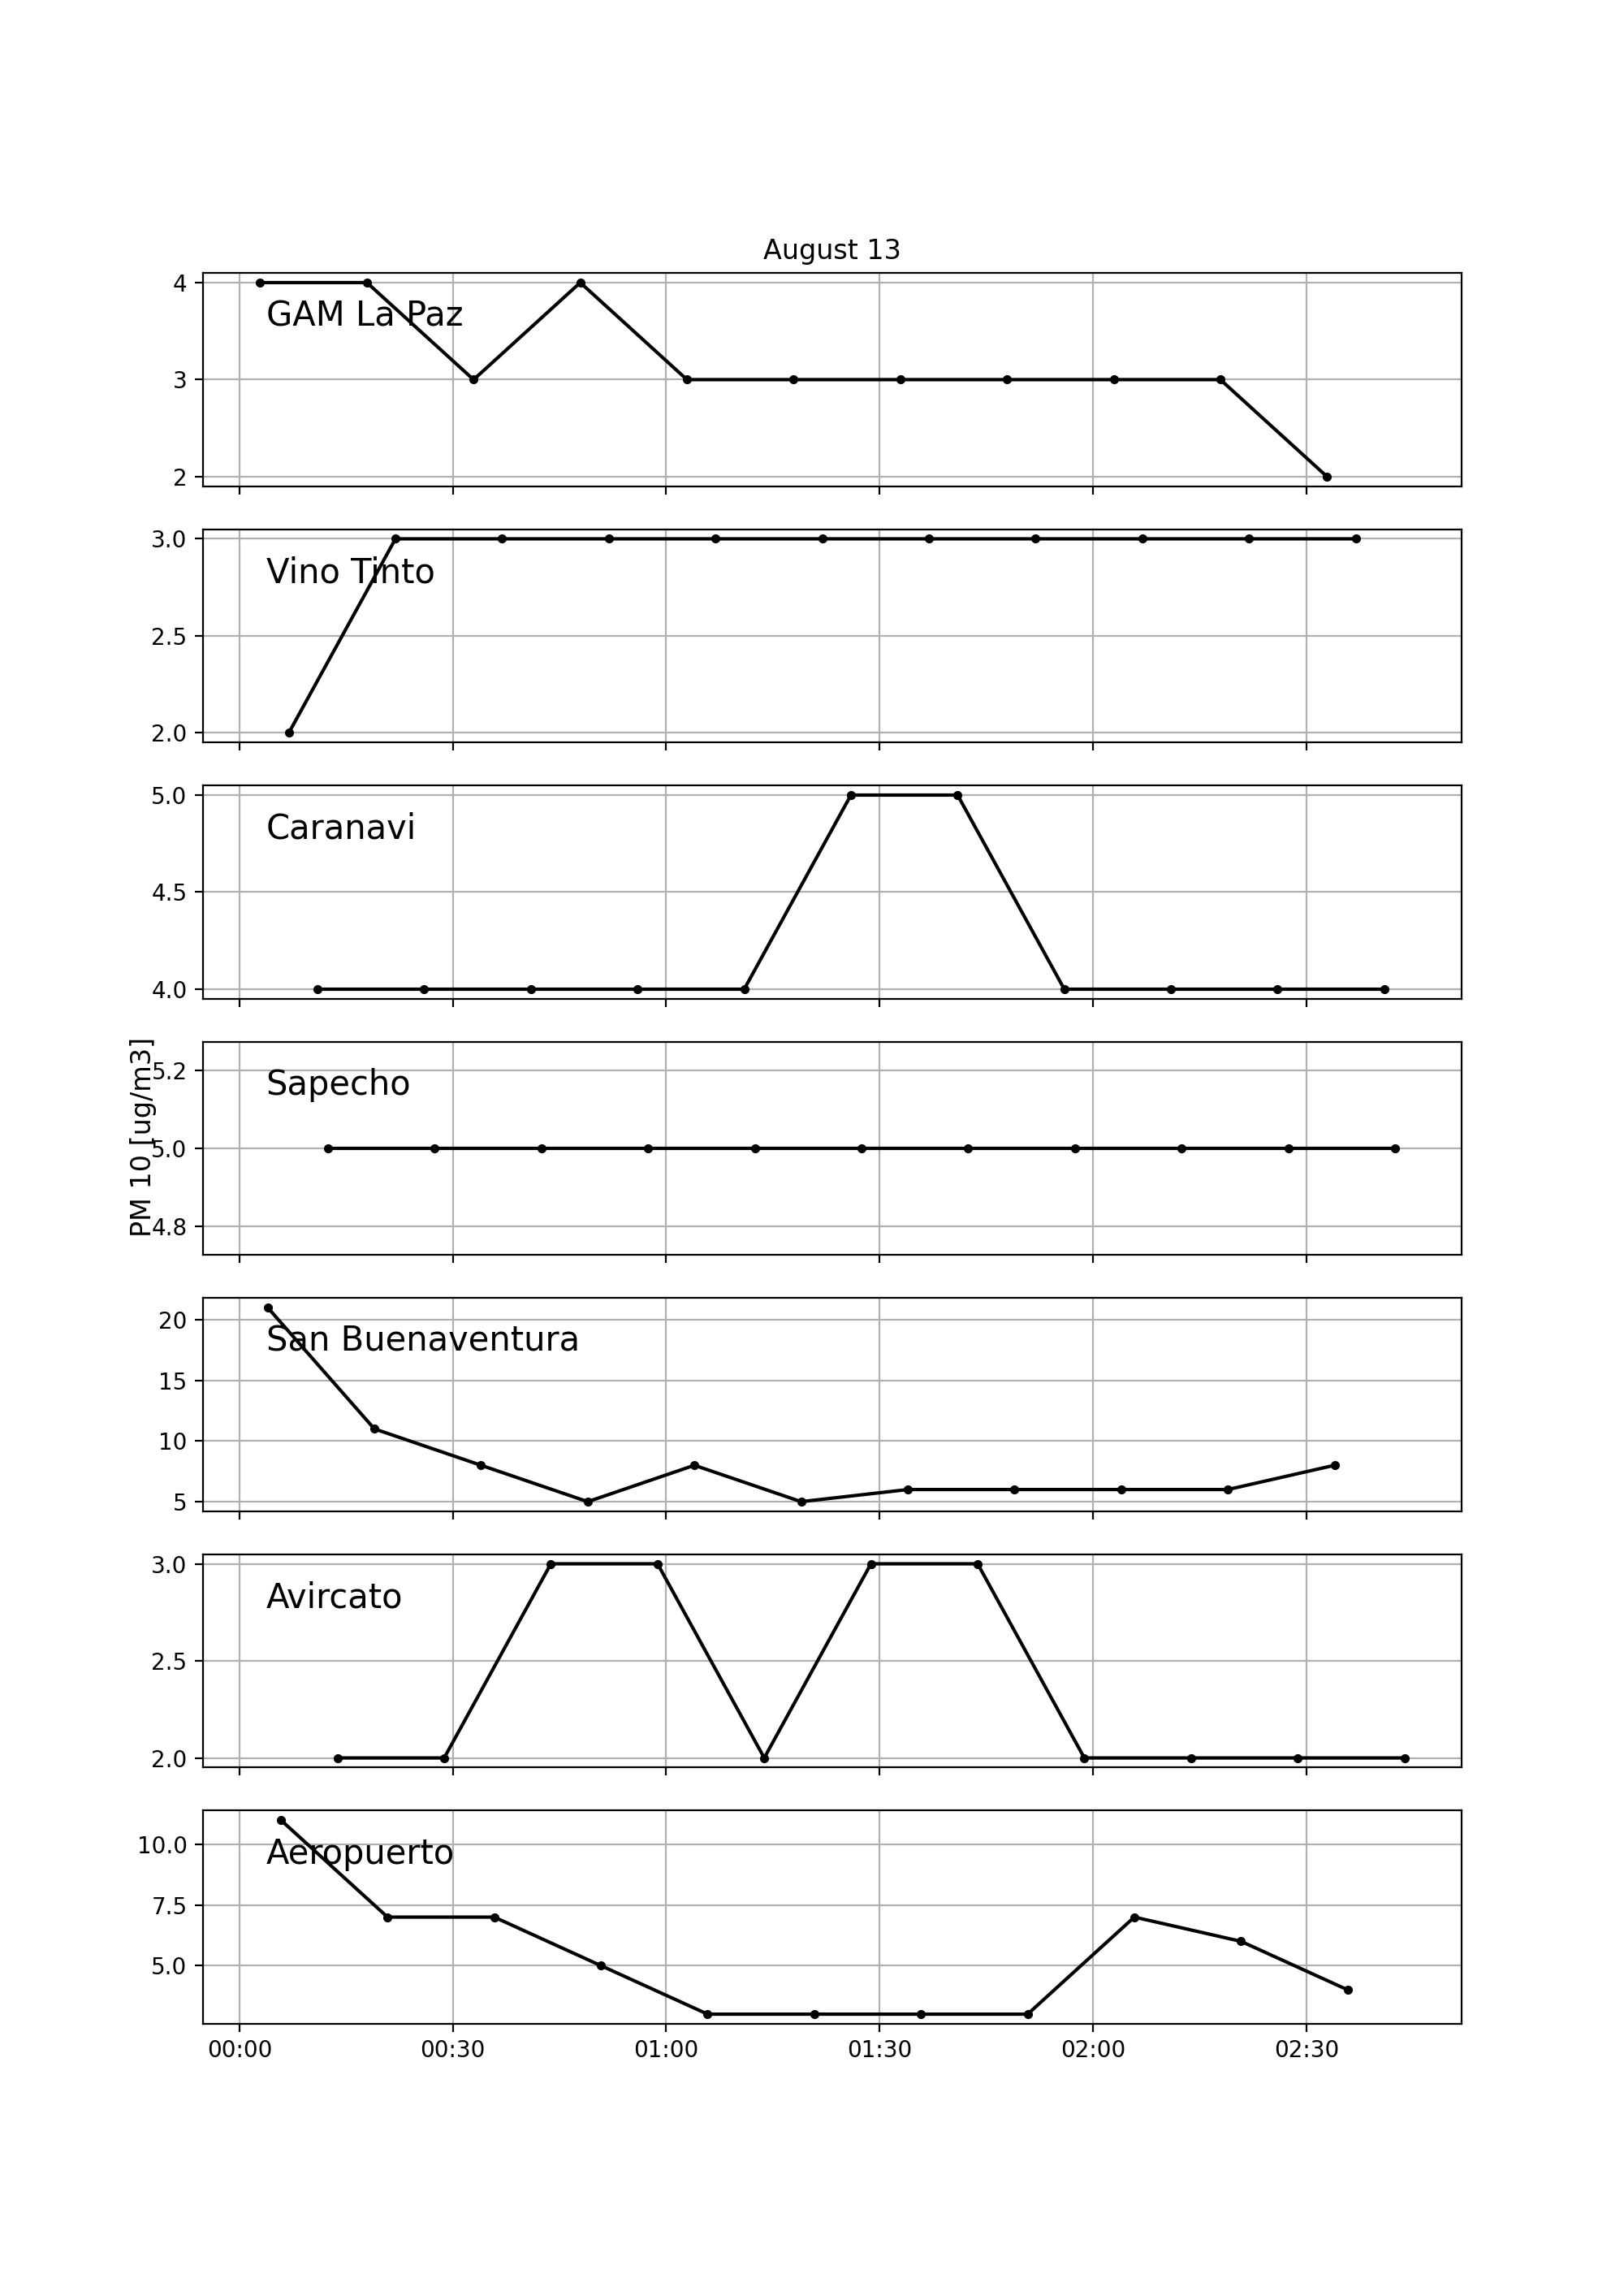 August 13
4
GAM La Paz
3
2
3.0
Vino Tinto
2.5
2.0
5.0
Caranavi
4.5
4.0
PM 10 [ug/m3]
5.2
Sapecho
5.0
4.8
20
San Buenaventura
15
10
5
3.0
Avircato
2.5
2.0
10.0
Aeropuerto
7.5
5.0
00:00 00:30 01:00 01:30 02:00 02:30